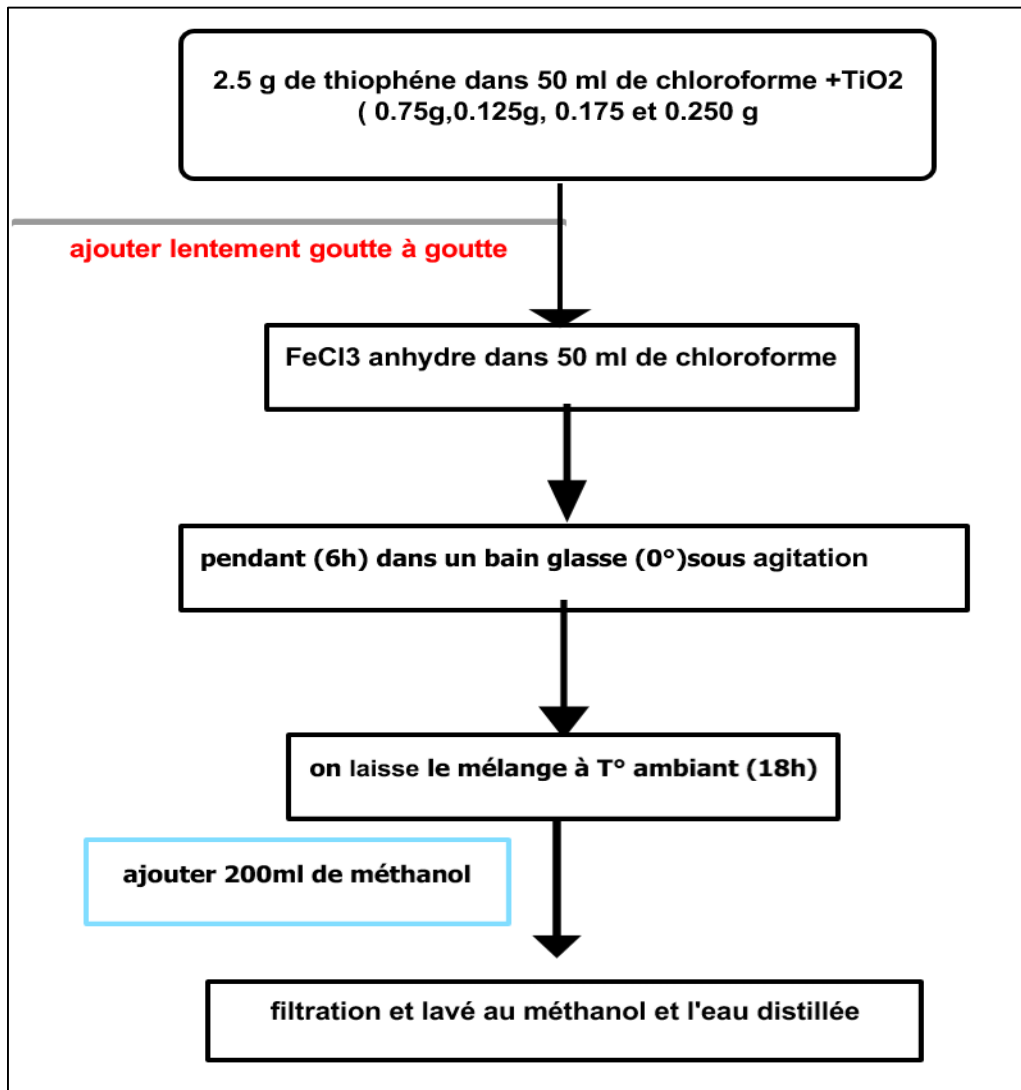 2.5 g de thiophéne dans 50 ml de chloroforme +TiO2
( 0.75g,0.125g, 0.175 et 0.250 g
ajouter lentement goutte à goutte
FeCl3 anhydre dans 50 ml de chloroforme
pendant (6h) dans un bain glasse (0°)sous agitation
on laisse le mélange à T° ambiant (18h)
ajouter 200ml de méthanol
filtration et lavé au méthanol et l'eau distillée